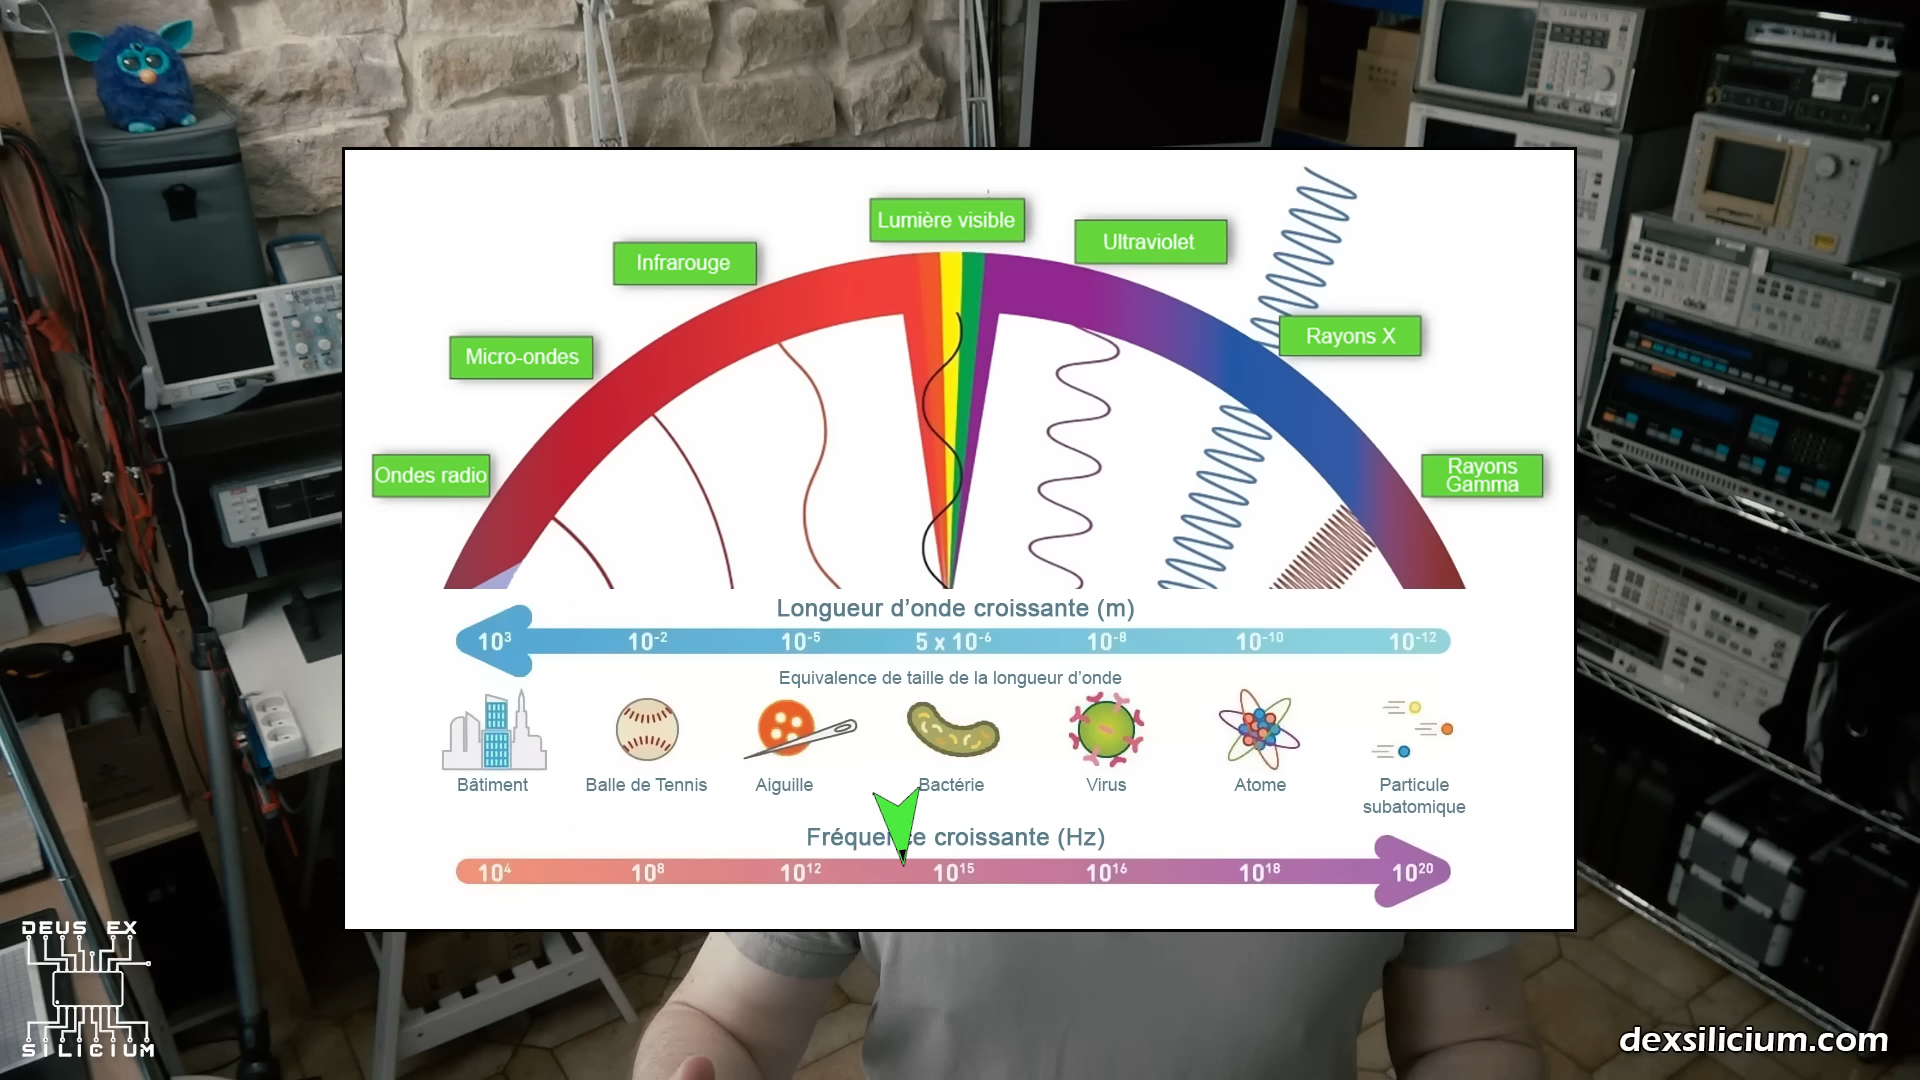 Lumière visible
Ultraviolet
Infrarouge
Rayons X
Micro-ondes
Ondes radio
Rayons
Gamma
Longueur d’onde croissante (m)
10³ 10⁻² 10⁻⁵ 5 x 10⁻⁶ 10⁻⁸ 10⁻¹⁰ 10⁻¹²
Equivalence de taille de la longueur d’onde
Bâtiment Balle de Tennis Aiguille Bactérie Virus Atome Particule
subatomique
Fréquence croissante (Hz)
10⁴ 10⁸ 10¹² 10¹⁵ 10¹⁶ 10¹⁸ 10²⁰
DEUS EX
SILICIUM
dexsilicium.com